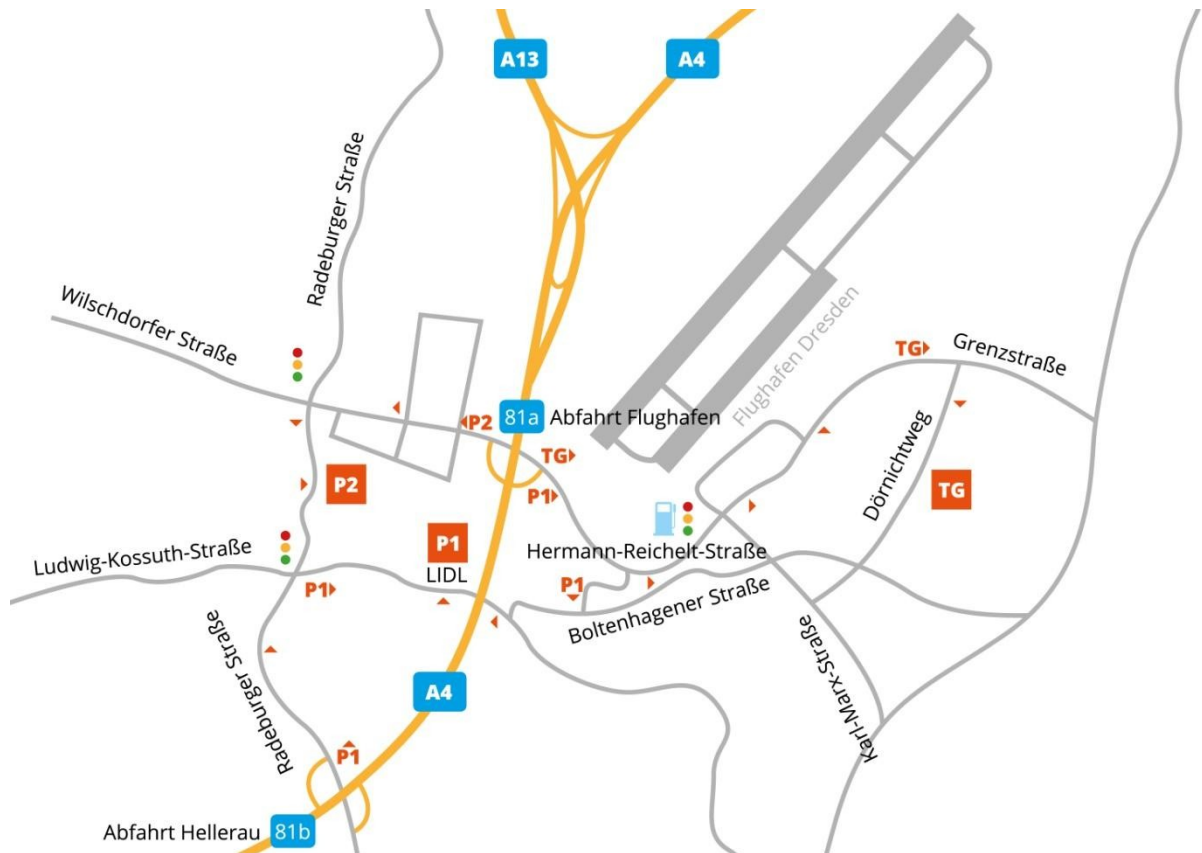 A13
A4
Radeburger Straße
Wilschdorfer Straße
Flughafen Dresden
TG
Grenzstraße
P2
81a Abfahrt Flughafen
TG
P1
P2
Dörnichtweg
TG
Ludwig-Kossuth-Straße
P1
LIDL
Hermann-Reichelt-Straße
P1
P1
Boltenhagener Straße
Radeburger Straße
Karl-Marx-Straße
A4
P1
Abfahrt Hellerau 81b